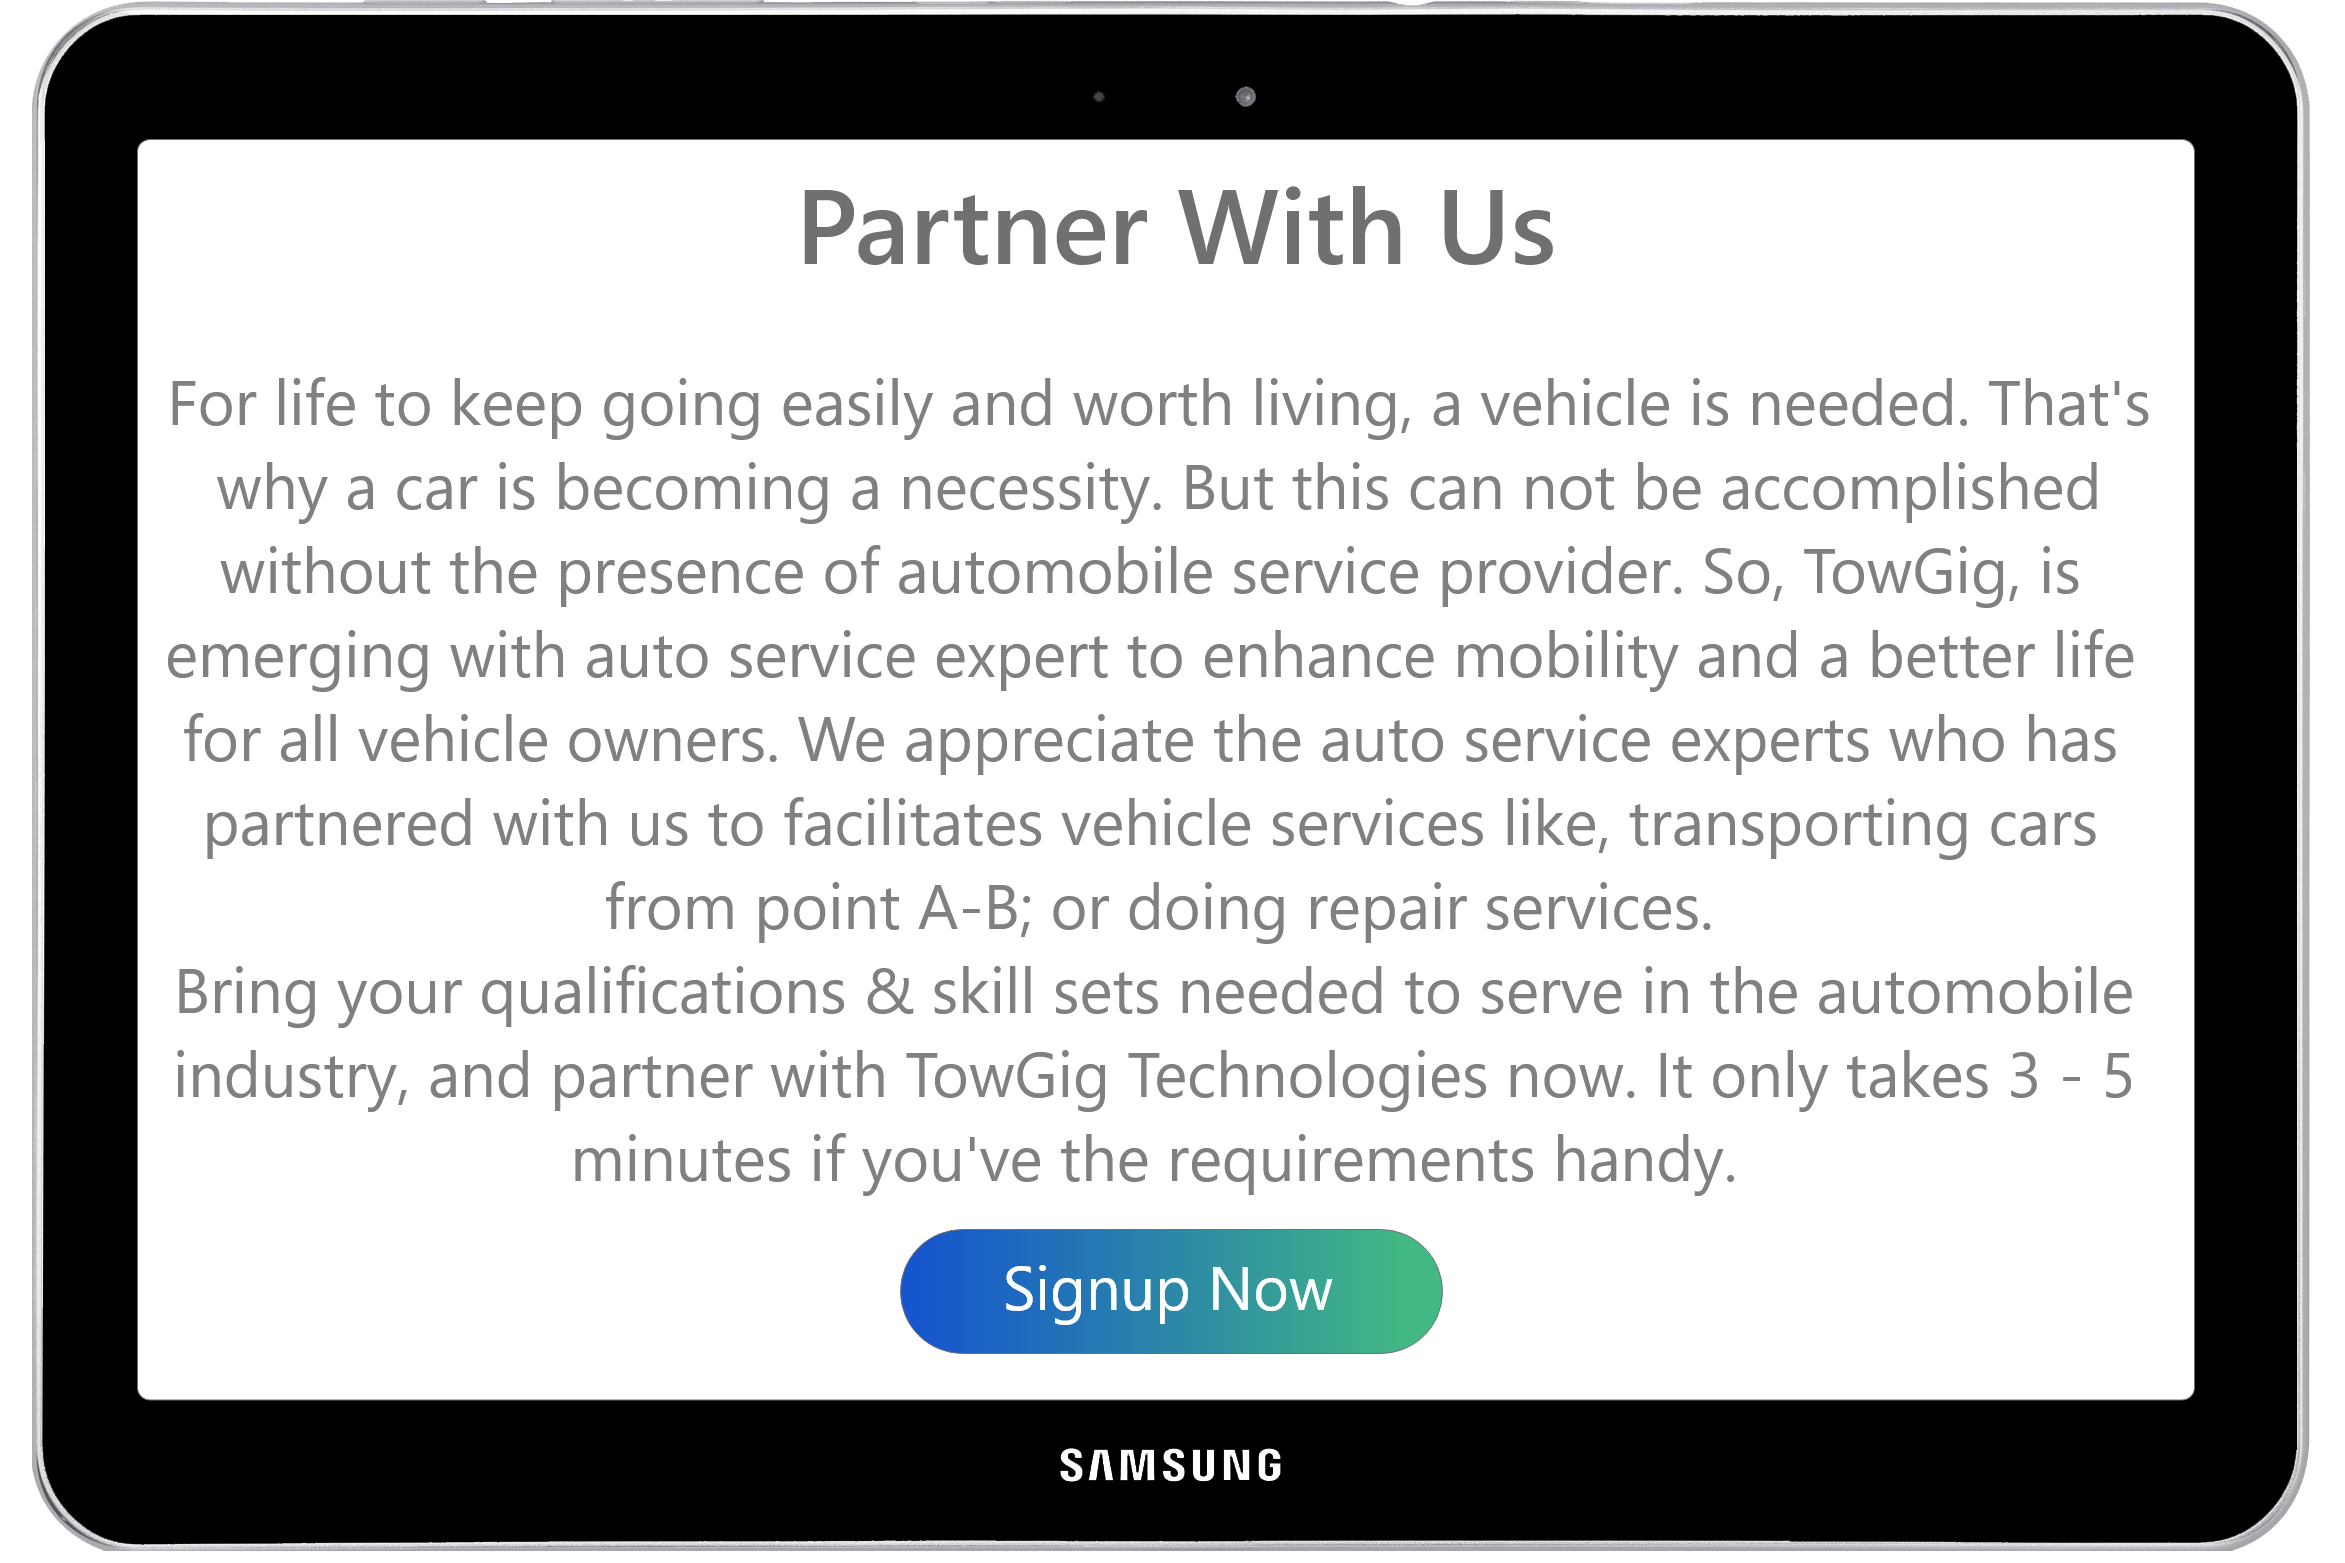 Partner With Us
For life to keep going easily and worth living, a vehicle is needed. That's
why a car is becoming a necessity. But this can not be accomplished
without the presence of automobile service provider. So, TowGig, is
emerging with auto service expert to enhance mobility and a better life
for all vehicle owners. We appreciate the auto service experts who has
partnered with us to facilitates vehicle services like, transporting cars
from point A-B; or doing repair services.
Bring your qualifications & skill sets needed to serve in the automobile
industry, and partner with TowGig Technologies now. It only takes 3 - 5
minutes if you've the requirements handy.
Signup Now
SAMSUNG